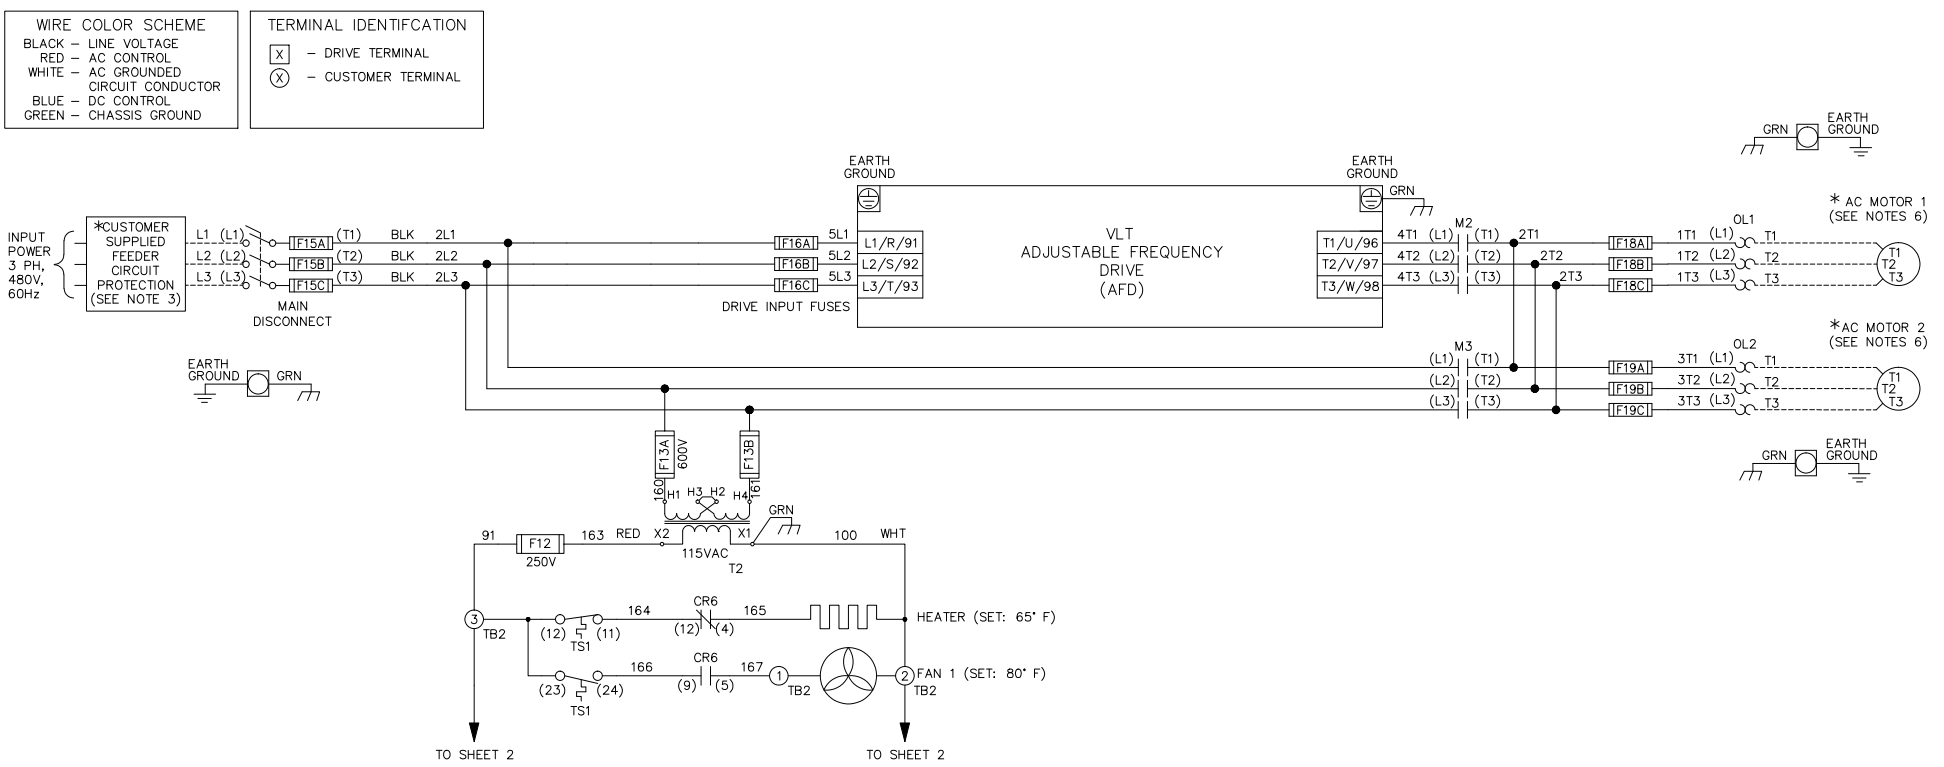 WIRE COLOR SCHEME
BLACK – LINE VOLTAGE
RED – AC CONTROL
WHITE – AC GROUNDED
CIRCUIT CONDUCTOR
BLUE – DC CONTROL
GREEN – CHASSIS GROUND
TERMINAL IDENTIFCATION
X – DRIVE TERMINAL
X – CUSTOMER TERMINAL
INPUT
POWER
3 PH,
480V,
60Hz
*CUSTOMER
SUPPLIED
FEEDER
CIRCUIT
PROTECTION
(SEE NOTE 3)
L1 (L1) F15A (T1) BLK 2L1 F16A 5L1 L1/R/91
L2 (L2) F15B (T2) BLK 2L2 F16B 5L2 L2/S/92
L3 (L3) F15C (T3) BLK 2L3 F16C 5L3 L3/T/93
MAIN
DISCONNECT
DRIVE INPUT FUSES
EARTH
GROUND
GRN
EARTH
GROUND
VLT
ADJUSTABLE FREQUENCY
DRIVE
(AFD)
EARTH
GROUND
GRN
M2
T1/U/96 4T1 (L1) (T1) 2T1 F18A 1T1 (L1) T1
T2/V/97 4T2 (L2) (T2) 2T2 F18B 1T2 (L2) T2
T3/W/98 4T3 (L3) (T3) 2T3 F18C 1T3 (L3) T3
OL1
GRN
EARTH
GROUND
* AC MOTOR 1
(SEE NOTES 6)
T1
T2
T3
M3
(L1) (T1) F19A 3T1 (L1) T1
(L2) (T2) F19B 3T2 (L2) T2
(L3) (T3) F19C 3T3 (L3) T3
OL2
*AC MOTOR 2
(SEE NOTES 6)
T1
T2
T3
GRN
EARTH
GROUND
F13A
600V
F13B
160
161
H1 H3 H2 H4
GRN
91 F12 163 RED X2 X1 100 WHT
250V
115VAC
T2
3
TB2
(12) (11)
TS1
164
CR6
(12) (4)
165
HEATER (SET: 65° F)
(23) (24)
TS1
166
CR6
(9) (5)
167
1
TB2
2
TB2
FAN 1 (SET: 80° F)
TO SHEET 2
TO SHEET 2